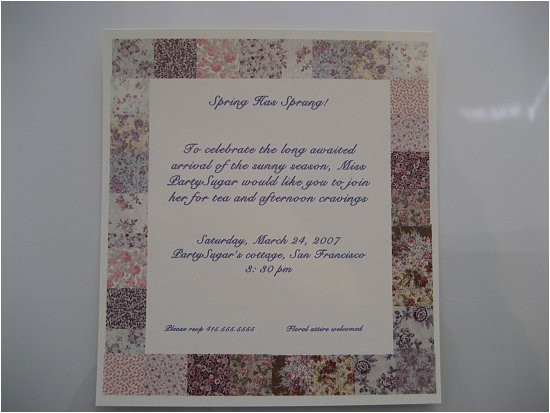 Spring Has Sprung!
To celebrate the long awaited
arrival of the sunny season, Miss
PartySugar would like you to join
her for tea and afternoon cravings
Saturday, March 24, 2007
PartySugar's cottage, San Francisco
3: 30 pm
Please rsvp 415.555.5555 Floral attire welcomed